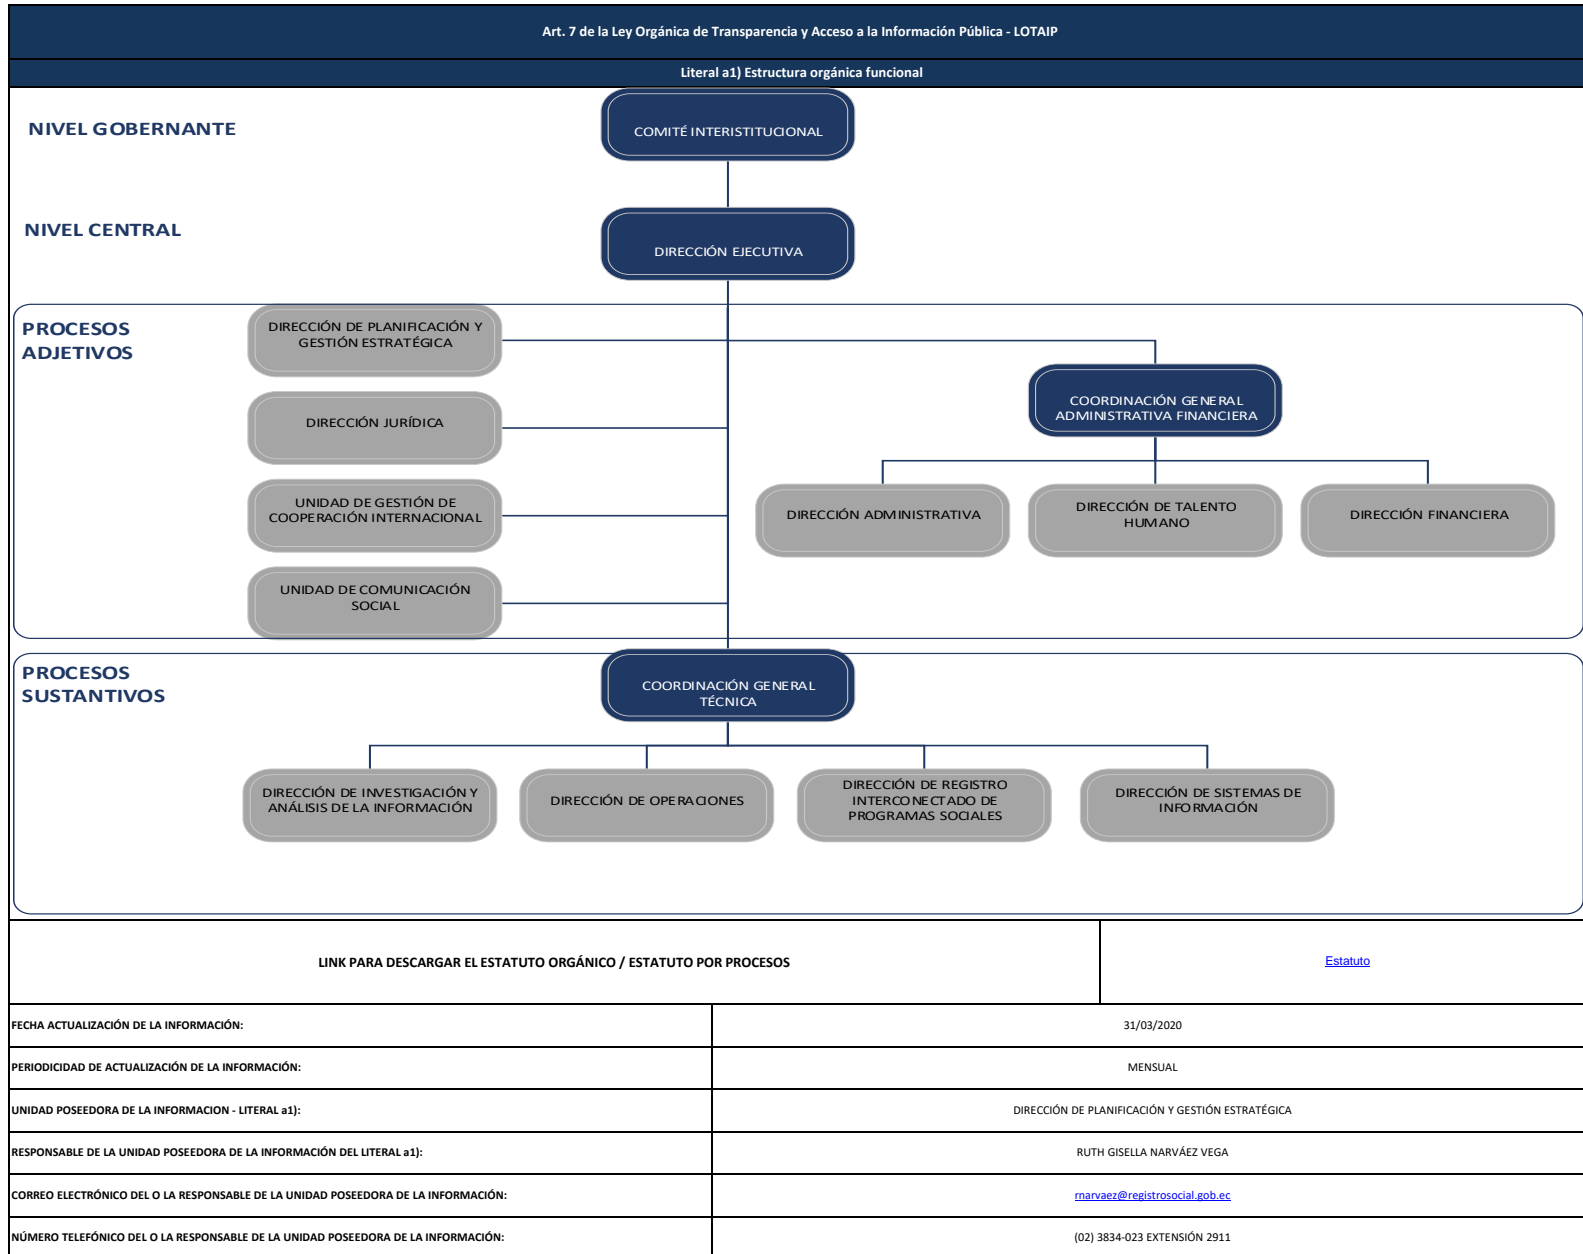 Art. 7 de la Ley Orgánica de Transparencia y Acceso a la Información Pública - LOTAIP
Literal a1) Estructura orgánica funcional
NIVEL GOBERNANTE
COMITÉ INTERISTITUCIONAL
NIVEL CENTRAL
DIRECCIÓN EJECUTIVA
PROCESOS
ADJETIVOS
DIRECCIÓN DE PLANIFICACIÓN Y
GESTIÓN ESTRATÉGICA
DIRECCIÓN JURÍDICA
UNIDAD DE GESTIÓN DE
COOPERACIÓN INTERNACIONAL
UNIDAD DE COMUNICACIÓN
SOCIAL
COORDINACIÓN GENERAL
ADMINISTRATIVA FINANCIERA
DIRECCIÓN ADMINISTRATIVA
DIRECCIÓN DE TALENTO
HUMANO
DIRECCIÓN FINANCIERA
PROCESOS
SUSTANTIVOS
COORDINACIÓN GENERAL
TÉCNICA
DIRECCIÓN DE INVESTIGACIÓN Y
ANÁLISIS DE LA INFORMACIÓN
DIRECCIÓN DE OPERACIONES
DIRECCIÓN DE REGISTRO
INTERCONECTADO DE
PROGRAMAS SOCIALES
DIRECCIÓN DE SISTEMAS DE
INFORMACIÓN
LINK PARA DESCARGAR EL ESTATUTO ORGÁNICO / ESTATUTO POR PROCESOS
Estatuto
FECHA ACTUALIZACIÓN DE LA INFORMACIÓN:
31/03/2020
PERIODICIDAD DE ACTUALIZACIÓN DE LA INFORMACIÓN:
MENSUAL
UNIDAD POSEEDORA DE LA INFORMACION - LITERAL a1):
DIRECCIÓN DE PLANIFICACIÓN Y GESTIÓN ESTRATÉGICA
RESPONSABLE DE LA UNIDAD POSEEDORA DE LA INFORMACIÓN DEL LITERAL a1):
RUTH GISELLA NARVÁEZ VEGA
CORREO ELECTRÓNICO DEL O LA RESPONSABLE DE LA UNIDAD POSEEDORA DE LA INFORMACIÓN:
rnarvaez@registrosocial.gob.ec
NÚMERO TELEFÓNICO DEL O LA RESPONSABLE DE LA UNIDAD POSEEDORA DE LA INFORMACIÓN:
(02) 3834-023 EXTENSIÓN 2911